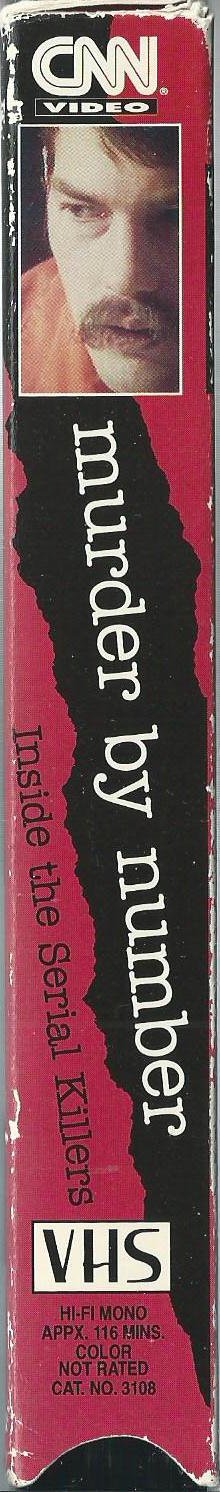 CNN®
VIDEO
murder by number
Inside the Serial Killers
VHS
HI-FI MONO
APPX. 116 MINS.
COLOR
NOT RATED
CAT. NO. 3108